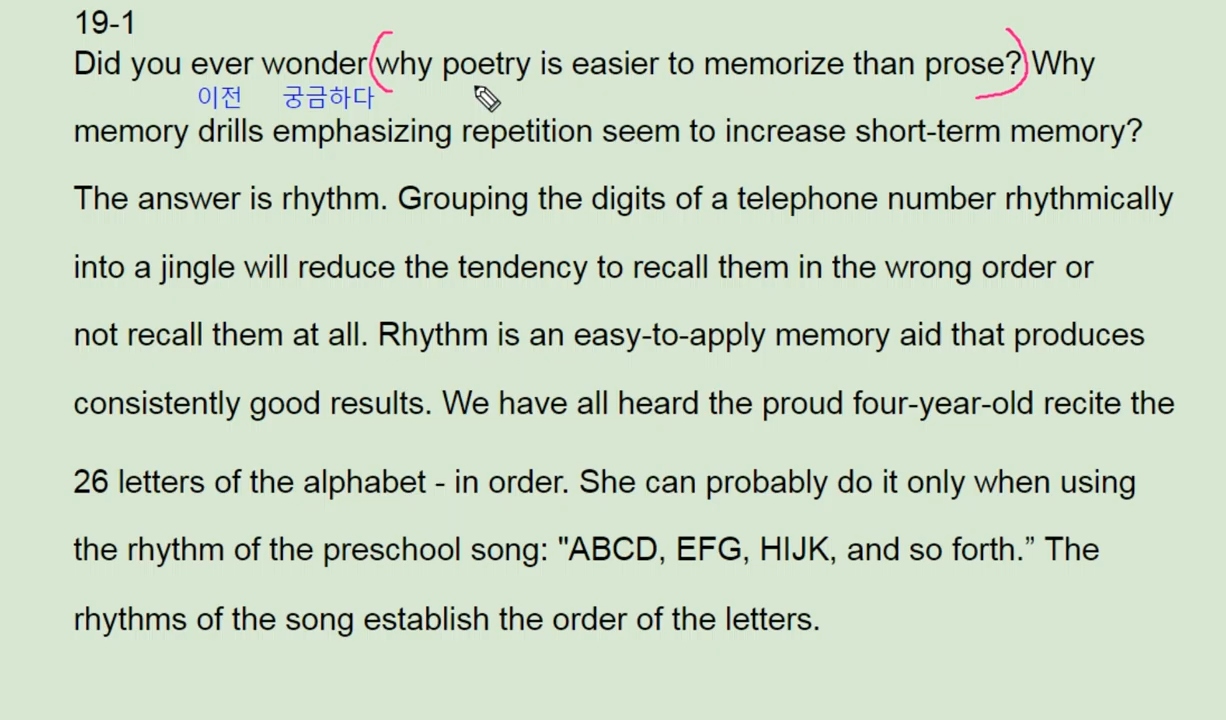 19-1
Did you ever wonder why poetry is easier to memorize than prose? Why
이전 궁금하다
memory drills emphasizing repetition seem to increase short-term memory?
The answer is rhythm. Grouping the digits of a telephone number rhythmically
into a jingle will reduce the tendency to recall them in the wrong order or
not recall them at all. Rhythm is an easy-to-apply memory aid that produces
consistently good results. We have all heard the proud four-year-old recite the
26 letters of the alphabet - in order. She can probably do it only when using
the rhythm of the preschool song: "ABCD, EFG, HIJK, and so forth.” The
rhythms of the song establish the order of the letters.